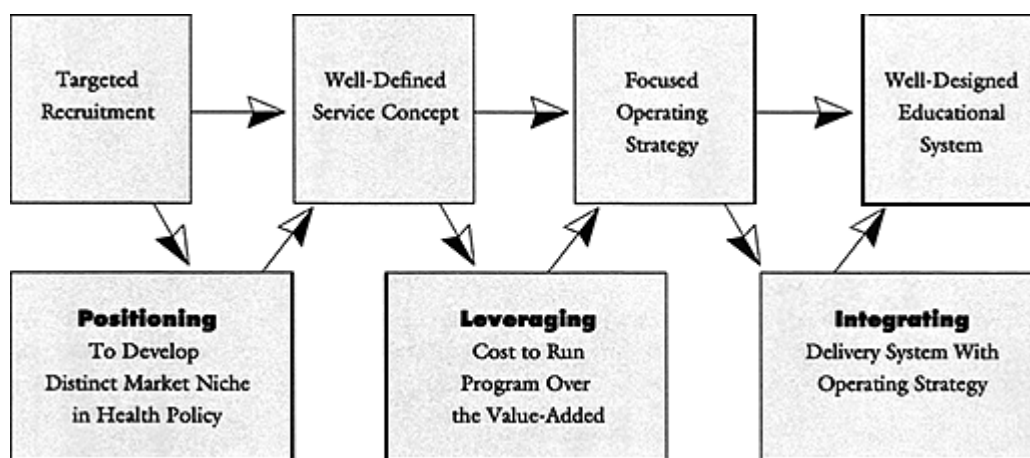 Targeted
Recruitment
Well-Defined
Service Concept
Focused
Operating
Strategy
Well-Designed
Educational
System
Positioning
To Develop
Distinct Market Niche
in Health Policy
Leveraging
Cost to Run
Program Over
the Value-Added
Integrating
Delivery System With
Operating Strategy